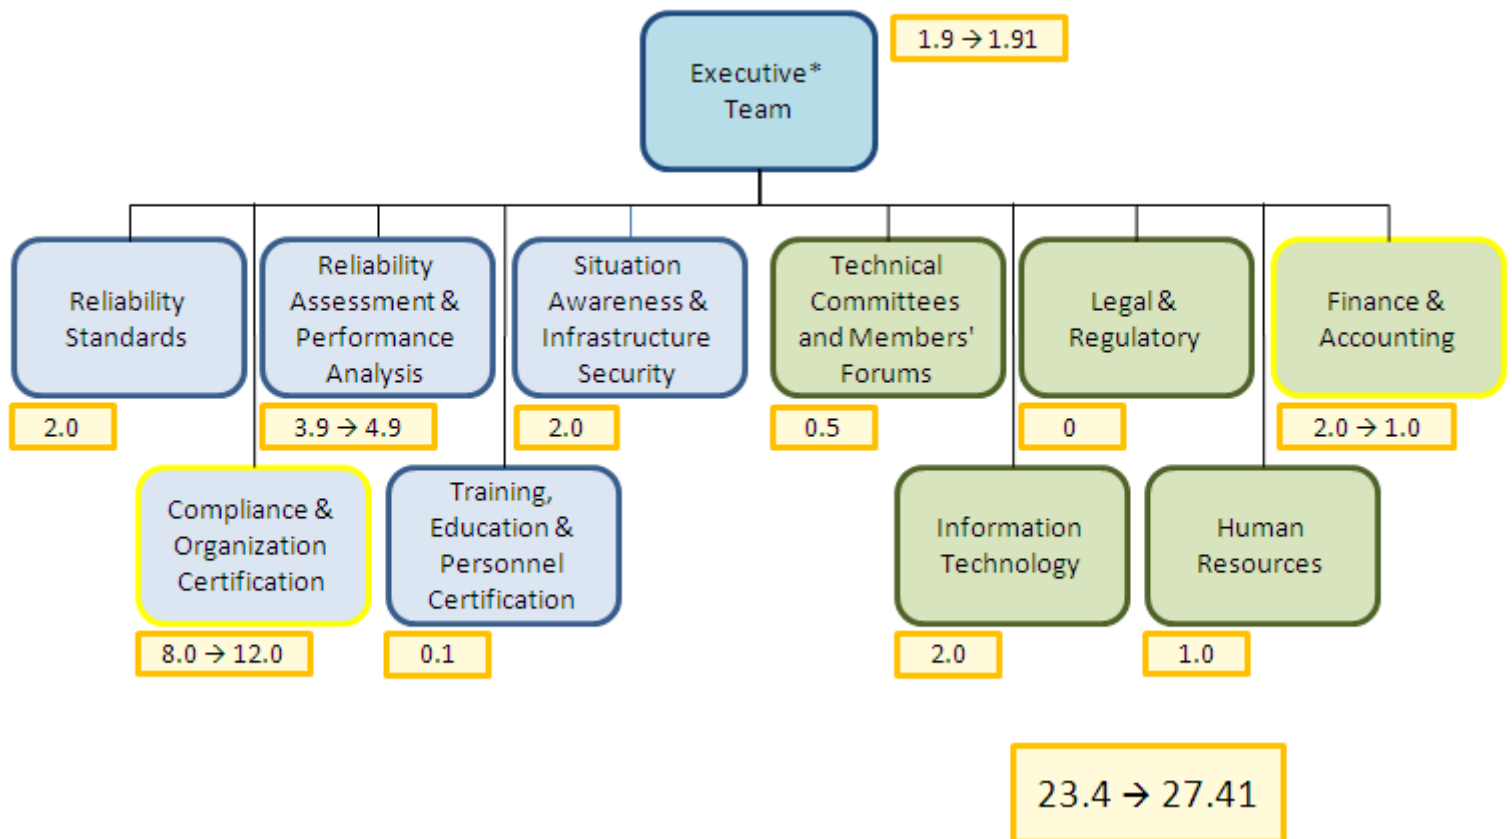 Executive*
Team
1.9 → 1.91
Reliability
Standards
2.0
Reliability
Assessment &
Performance
Analysis
3.9 → 4.9
Situation
Awareness &
Infrastructure
Security
2.0
Technical
Committees
and Members'
Forums
0.5
Legal &
Regulatory
0
Finance &
Accounting
2.0 → 1.0
Compliance &
Organization
Certification
8.0 → 12.0
Training,
Education &
Personnel
Certification
0.1
Information
Technology
2.0
Human
Resources
1.0
23.4 → 27.41